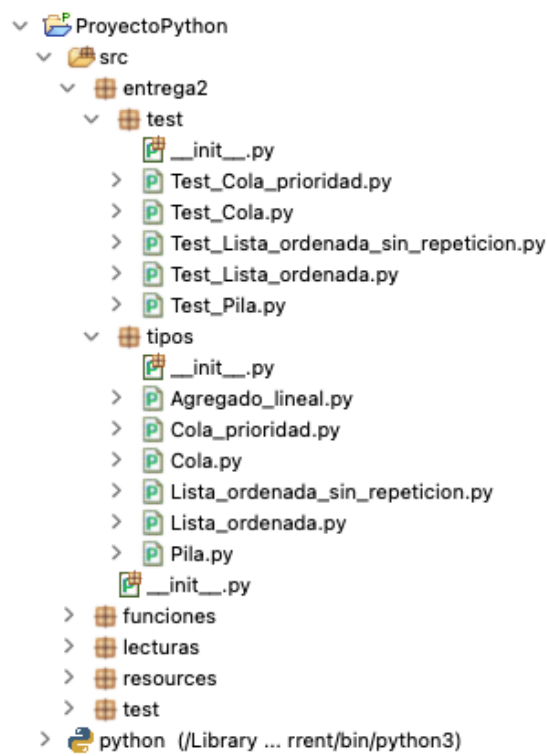 ProyectoPython
src
entrega2
test
__init__.py
Test_Cola_prioridad.py
Test_Cola.py
Test_Lista_ordenada_sin_repeticion.py
Test_Lista_ordenada.py
Test_Pila.py
tipos
__init__.py
Agregado_lineal.py
Cola_prioridad.py
Cola.py
Lista_ordenada_sin_repeticion.py
Lista_ordenada.py
Pila.py
__init__.py
funciones
lecturas
resources
test
python (/Library ... rrent/bin/python3)